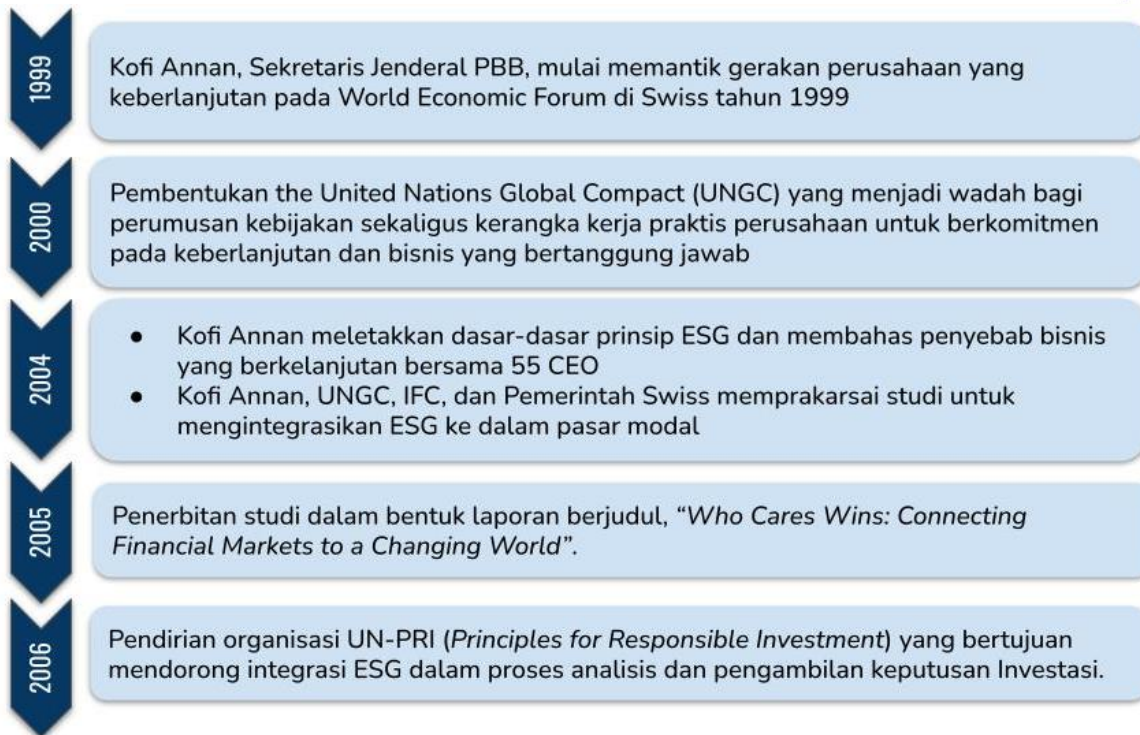 1999
Kofi Annan, Sekretaris Jenderal PBB, mulai memantik gerakan perusahaan yang
keberlanjutan pada World Economic Forum di Swiss tahun 1999
2000
Pembentukan the United Nations Global Compact (UNGC) yang menjadi wadah bagi
perumusan kebijakan sekaligus kerangka kerja praktis perusahaan untuk berkomitmen
pada keberlanjutan dan bisnis yang bertanggung jawab
2004
● Kofi Annan meletakkan dasar-dasar prinsip ESG dan membahas penyebab bisnis
yang berkelanjutan bersama 55 CEO
● Kofi Annan, UNGC, IFC, dan Pemerintah Swiss memprakarsai studi untuk
mengintegrasikan ESG ke dalam pasar modal
2005
Penerbitan studi dalam bentuk laporan berjudul, “Who Cares Wins: Connecting
Financial Markets to a Changing World”.
2006
Pendirian organisasi UN-PRI (Principles for Responsible Investment) yang bertujuan
mendorong integrasi ESG dalam proses analisis dan pengambilan keputusan Investasi.